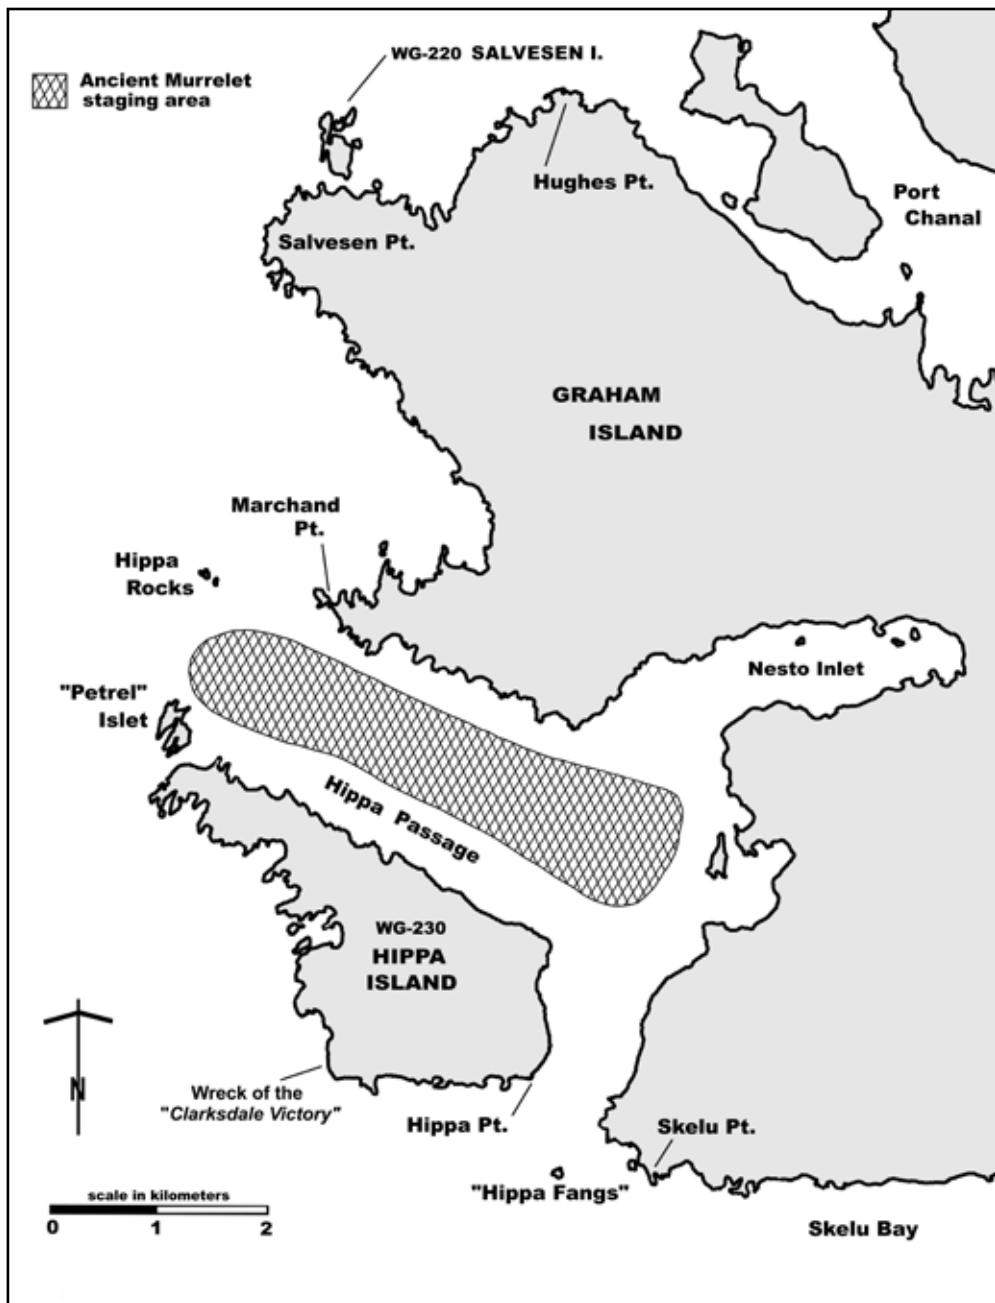 WG-220 SALVESEN I.
Ancient Murrelet
staging area
Hughes Pt.
Port
Chanal
Salvesen Pt.
GRAHAM
ISLAND
Marchand
Pt.
Hippa
Rocks
Nesto Inlet
"Petrel"
Islet
Hippa Passage
WG-230
HIPPA
ISLAND
N
Wreck of the
"Clarksdale Victory"
Hippa Pt.
Skelu Pt.
"Hippa Fangs"
scale in kilometers
0 1 2
Skelu Bay